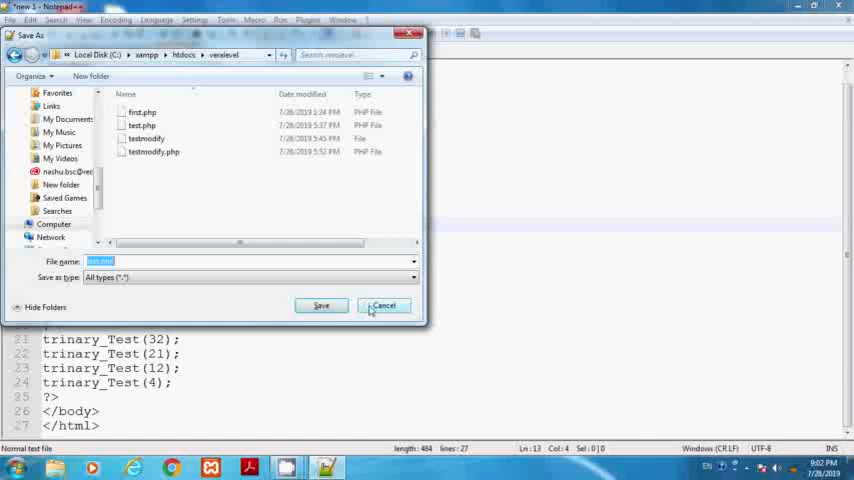 *new 1 - Notepad++
File Edit Search View Encoding Language Settings Tools Macro Run Plugins Window ?
Save As
« Local Disk (C:) ▸ xampp ▸ htdocs ▸ veralevel
Search veralevel
Organize
New folder
Name Date modified Type
Favorites
Links
My Documents
My Music
My Pictures
My Videos
nashu.bsc@rec
New folder
Saved Games
Searches
Computer
Network
first.php 7/28/2019 1:24 PM PHP File
test.php 7/28/2019 5:37 PM PHP File
testmodify 7/28/2019 5:45 PM File
testmodify.php 7/28/2019 5:52 PM PHP File
File name:
Save as type: All types (*.*)
Hide Folders
Save
Cancel
21 trinary_Test(32);
22 trinary_Test(21);
23 trinary_Test(12);
24 trinary_Test(4);
25 ?>
26 </body>
27 </html>
Normal text file length : 484 lines : 27 Ln : 13 Col : 4 Sel : 0 | 0 Windows (CR LF) UTF-8 INS
EN
9:02 PM
7/28/2019